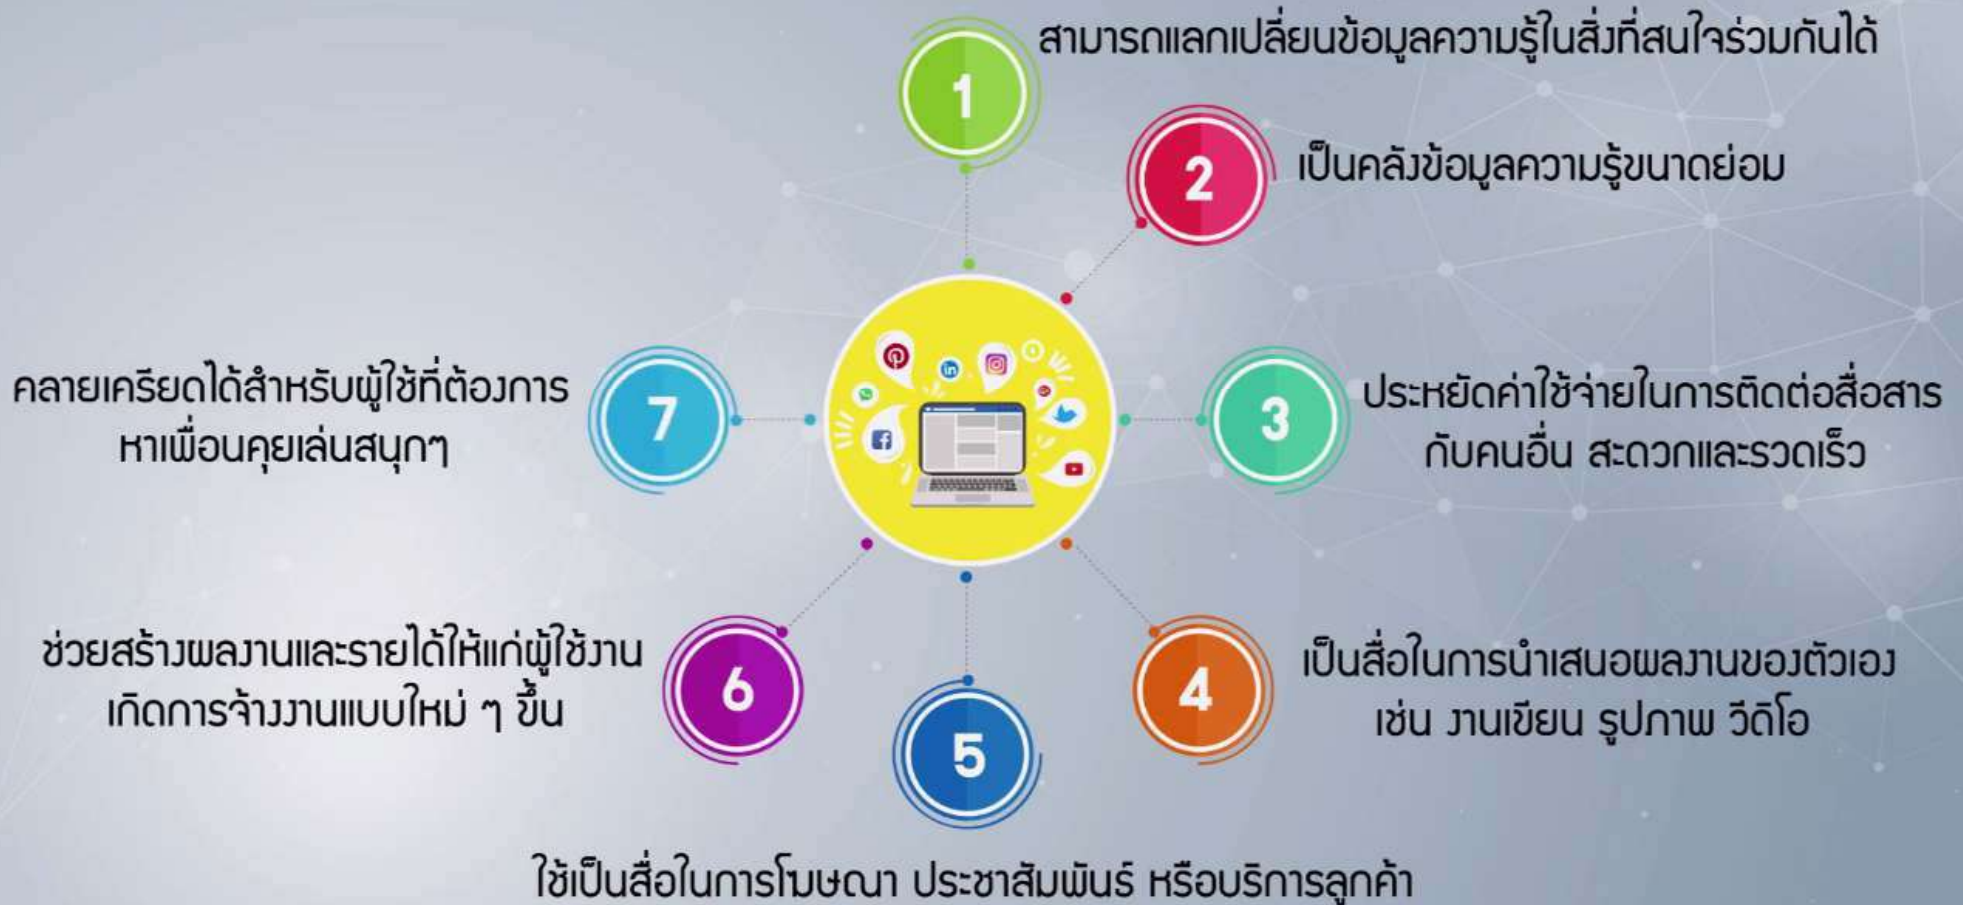 1
สามารถแลกเปลี่ยนข้อมูลความรู้ในสิ่งที่สนใจร่วมกันได้
2
เป็นคลังข้อมูลความรู้ขนาดย่อม
3
ประหยัดค่าใช้จ่ายในการติดต่อสื่อสาร
กับคนอื่น สะดวกและรวดเร็ว
4
เป็นสื่อในการนำเสนอผลงานของตัวเอง
เช่น งานเขียน รูปภาพ วีดิโอ
5
ใช้เป็นสื่อในการโฆษณา ประชาสัมพันธ์ หรือบริการลูกค้า
6
ช่วยสร้างผลงานและรายได้ให้แก่ผู้ใช้งาน
เกิดการจ้างงานแบบใหม่ ๆ ขึ้น
7
คลายเครียดได้สำหรับผู้ใช้ที่ต้องการ
หาเพื่อนคุยเล่นสนุกๆ